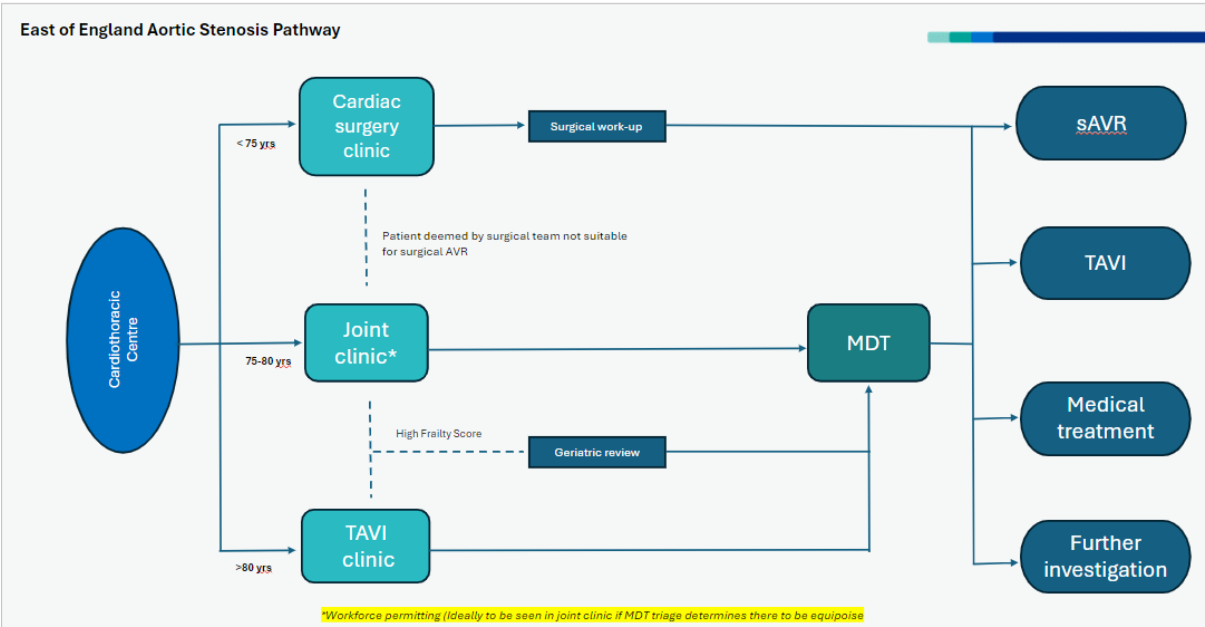 East of England Aortic Stenosis Pathway
Cardiac
surgery
clinic
Surgical work-up
sAVR
< 75 yrs
Patient deemed by surgical team not suitable
for surgical AVR
TAVI
Cardiothoracic
Centre
Joint
clinic*
75-80 yrs
MDT
Medical
treatment
High Frailty Score
Geriatric review
TAVI
clinic
>80 yrs
Further
investigation
*Workforce permitting (Ideally to be seen in joint clinic if MDT triage determines there to be equipoise